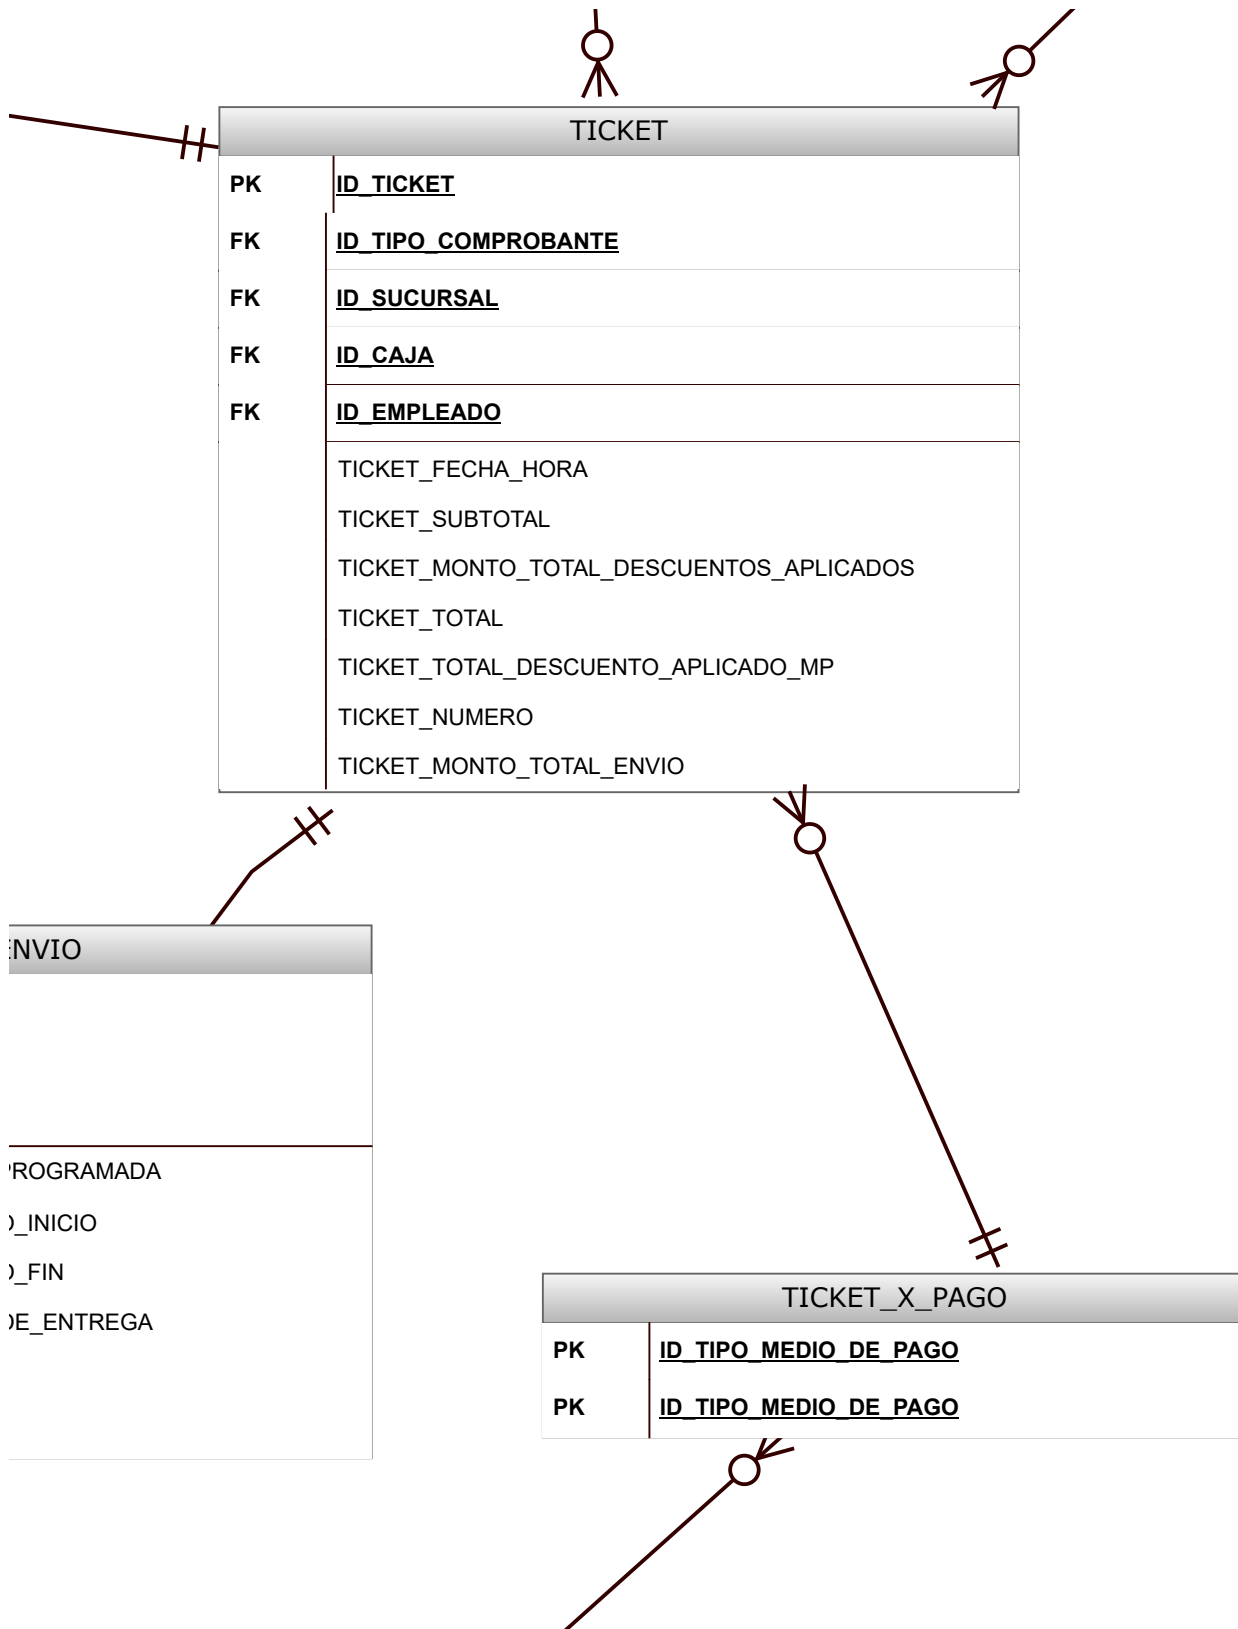 TICKET
PK ID_TICKET
FK ID_TIPO_COMPROBANTE
FK ID_SUCURSAL
FK ID_CAJA
FK ID_EMPLEADO
TICKET_FECHA_HORA
TICKET_SUBTOTAL
TICKET_MONTO_TOTAL_DESCUENTOS_APLICADOS
TICKET_TOTAL
TICKET_TOTAL_DESCUENTO_APLICADO_MP
TICKET_NUMERO
TICKET_MONTO_TOTAL_ENVIO
NVIO
ROGRAMADA
_INICIO
_FIN
E_ENTREGA
TICKET_X_PAGO
PK ID_TIPO_MEDIO_DE_PAGO
PK ID_TIPO_MEDIO_DE_PAGO